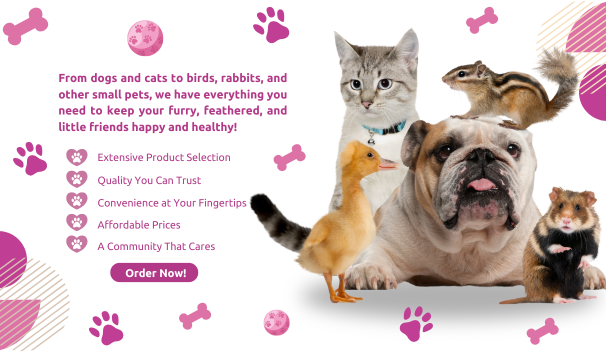 From dogs and cats to birds, rabbits, and
other small pets, we have everything you
need to keep your furry, feathered, and
little friends happy and healthy!
Extensive Product Selection
Quality You Can Trust
Convenience at Your Fingertips
Affordable Prices
A Community That Cares
Order Now!